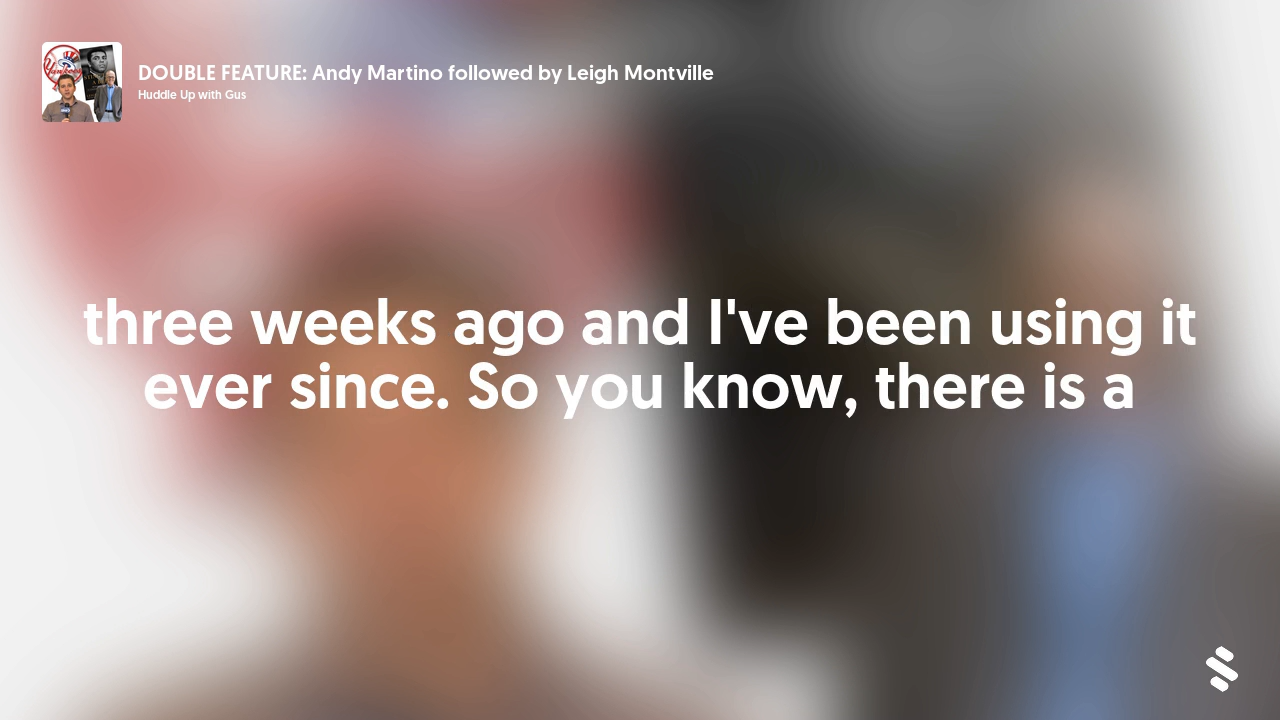 DOUBLE FEATURE: Andy Martino followed by Leigh Montville
Huddle Up with Gus
three weeks ago and I've been using it
ever since. So you know, there is a